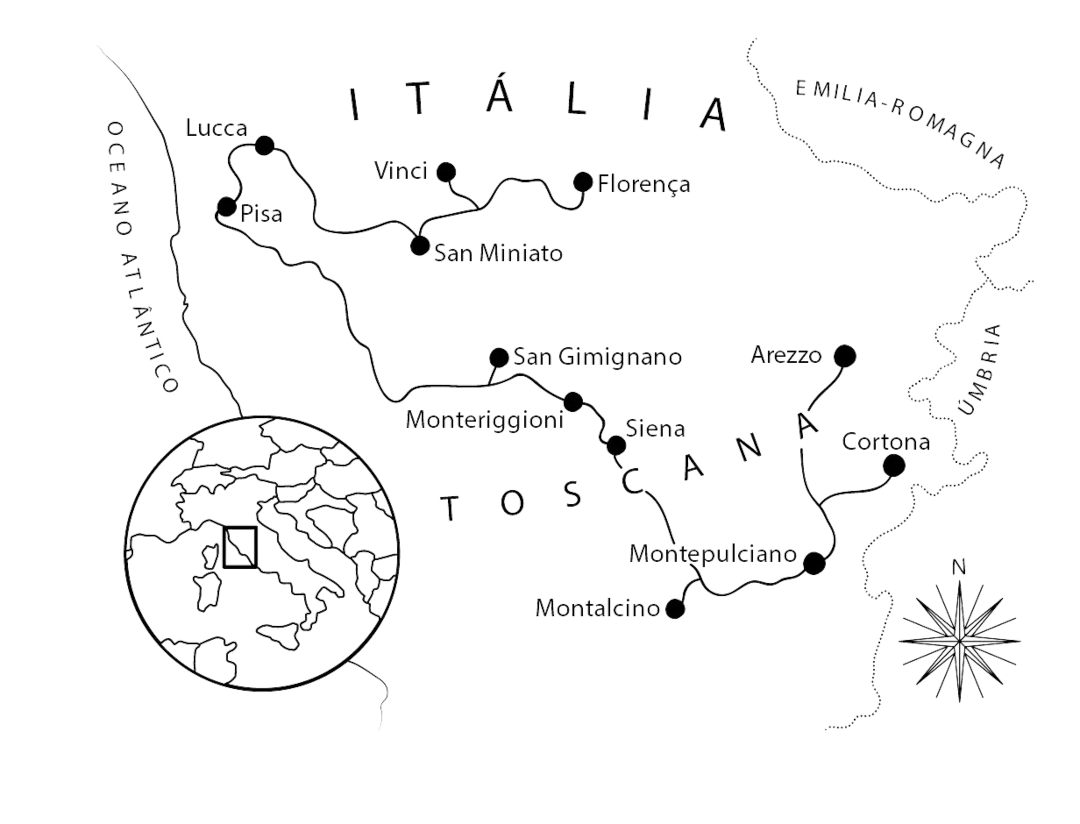 ITÁLIA
EMILIA-ROMAGNA
OCEANO ATLÂNTICO
Lucca
Vinci
Florença
Pisa
San Miniato
ÚMBRIA
San Gimignano
Arezzo
Monteriggioni
Siena
Cortona
TOSCANA
Montepulciano
Montalcino
N